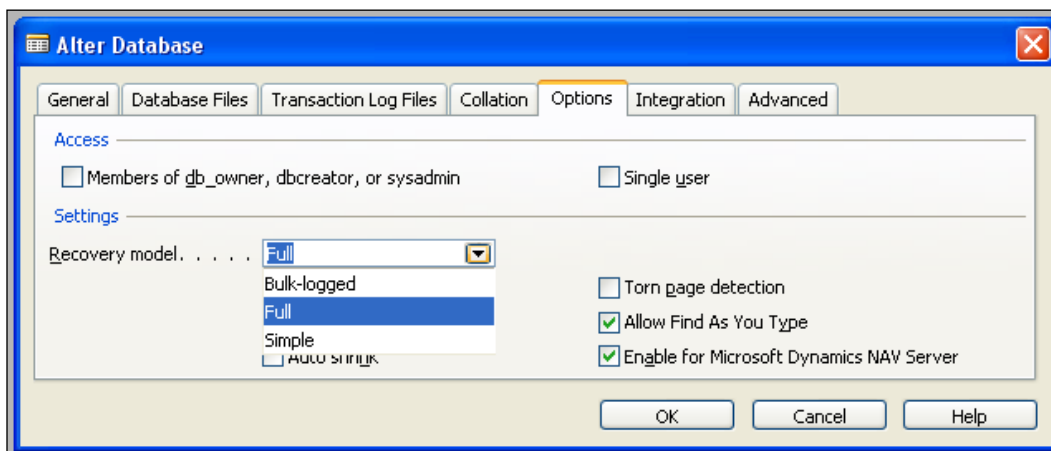 Alter Database
General Database Files Transaction Log Files Collation Options Integration Advanced
Access
Members of db_owner, dbcreator, or sysadmin Single user
Settings
Recovery model. . . . . Full
Bulk-logged Torn page detection
Full Allow Find As You Type
Simple
Auto shrink Enable for Microsoft Dynamics NAV Server
OK Cancel Help